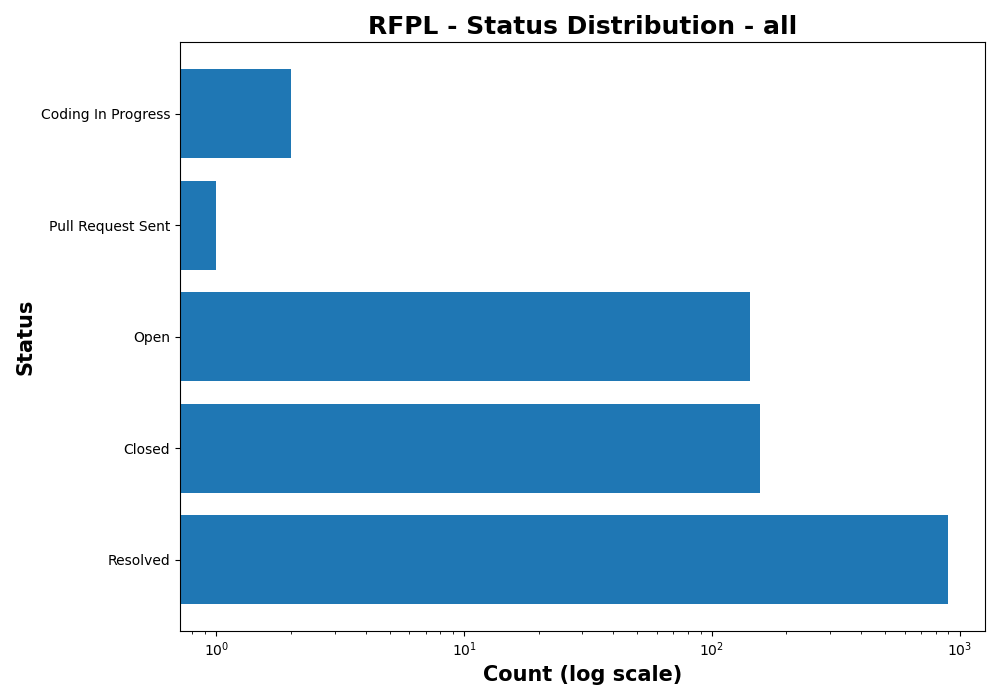 RFPL - Status Distribution - all
Coding In Progress
Pull Request Sent
Open
Closed
Resolved
Status
10⁰ 10¹ 10² 10³
Count (log scale)